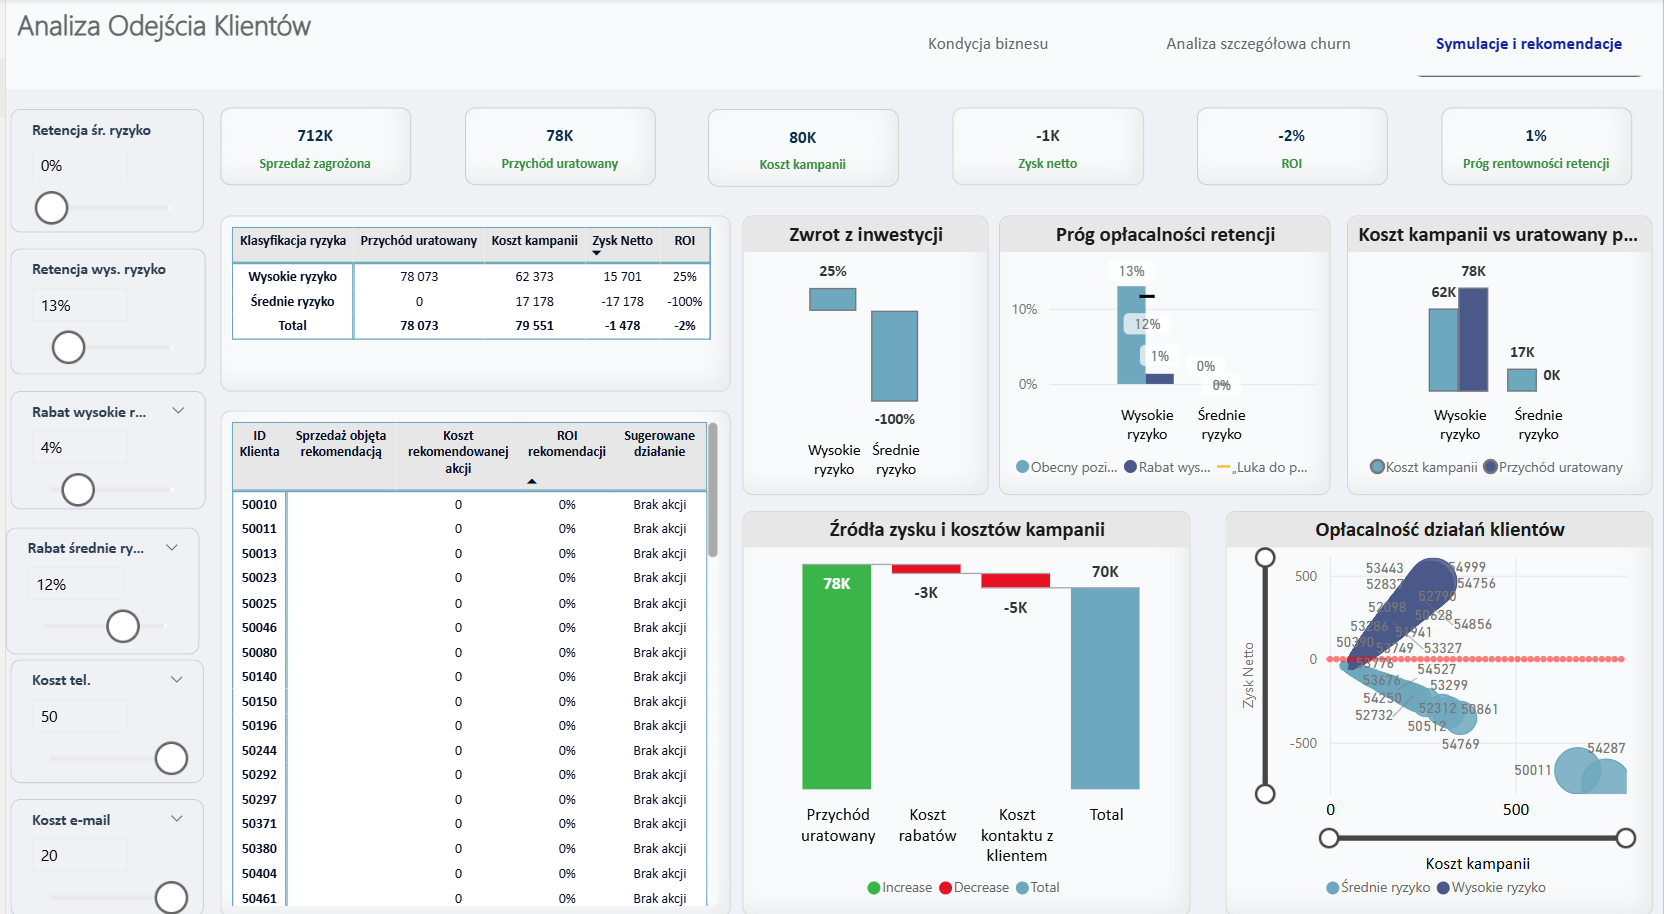 Analiza Odejścia Klientów
Kondycja biznesu
Analiza szczegółowa churn
Symulacje i rekomendacje
Retencja śr. ryzyko
0%
Retencja wys. ryzyko
13%
Rabat wysokie r...
4%
Rabat średnie ry...
12%
Koszt tel.
50
Koszt e-mail
20
712K
Sprzedaż zagrożona
78K
Przychód uratowany
80K
Koszt kampanii
-1K
Zysk netto
-2%
ROI
1%
Próg rentowności retencji
Klasyfikacja ryzyka Przychód uratowany Koszt kampanii Zysk Netto ROI
Wysokie ryzyko 78 073 62 373 15 701 25%
Średnie ryzyko 0 17 178 -17 178 -100%
Total 78 073 79 551 -1 478 -2%
ID Klienta Sprzedaż objęta rekomendacją Koszt rekomendowanej akcji ROI rekomendacji Sugerowane działanie
50010 0 0% Brak akcji
50011 0 0% Brak akcji
50013 0 0% Brak akcji
50023 0 0% Brak akcji
50025 0 0% Brak akcji
50046 0 0% Brak akcji
50080 0 0% Brak akcji
50140 0 0% Brak akcji
50150 0 0% Brak akcji
50196 0 0% Brak akcji
50244 0 0% Brak akcji
50292 0 0% Brak akcji
50297 0 0% Brak akcji
50371 0 0% Brak akcji
50380 0 0% Brak akcji
50404 0 0% Brak akcji
50461 0 0% Brak akcji
Zwrot z inwestycji
25%
-100%
Wysokie ryzyko
Średnie ryzyko
Próg opłacalności retencji
13%
10%
12%
1%
0%
0%
0%
Wysokie ryzyko
Średnie ryzyko
Obecny pozi... Rabat wys... „Luka do p...
Koszt kampanii vs uratowany p...
78K
62K
17K
0K
Wysokie ryzyko
Średnie ryzyko
Koszt kampanii Przychód uratowany
Źródła zysku i kosztów kampanii
78K
-3K
-5K
70K
Przychód uratowany
Koszt rabatów
Koszt kontaktu z klientem
Total
Increase Decrease Total
Opłacalność działań klientów
Zysk Netto
500
0
-500
53443
54999
52837
54756
52790
52098
50628
54856
53286
51941
50390
53749
53327
53776
54527
53676
53299
54250
52312
50861
52732
50512
54769
54287
50011
0
500
Koszt kampanii
Średnie ryzyko Wysokie ryzyko